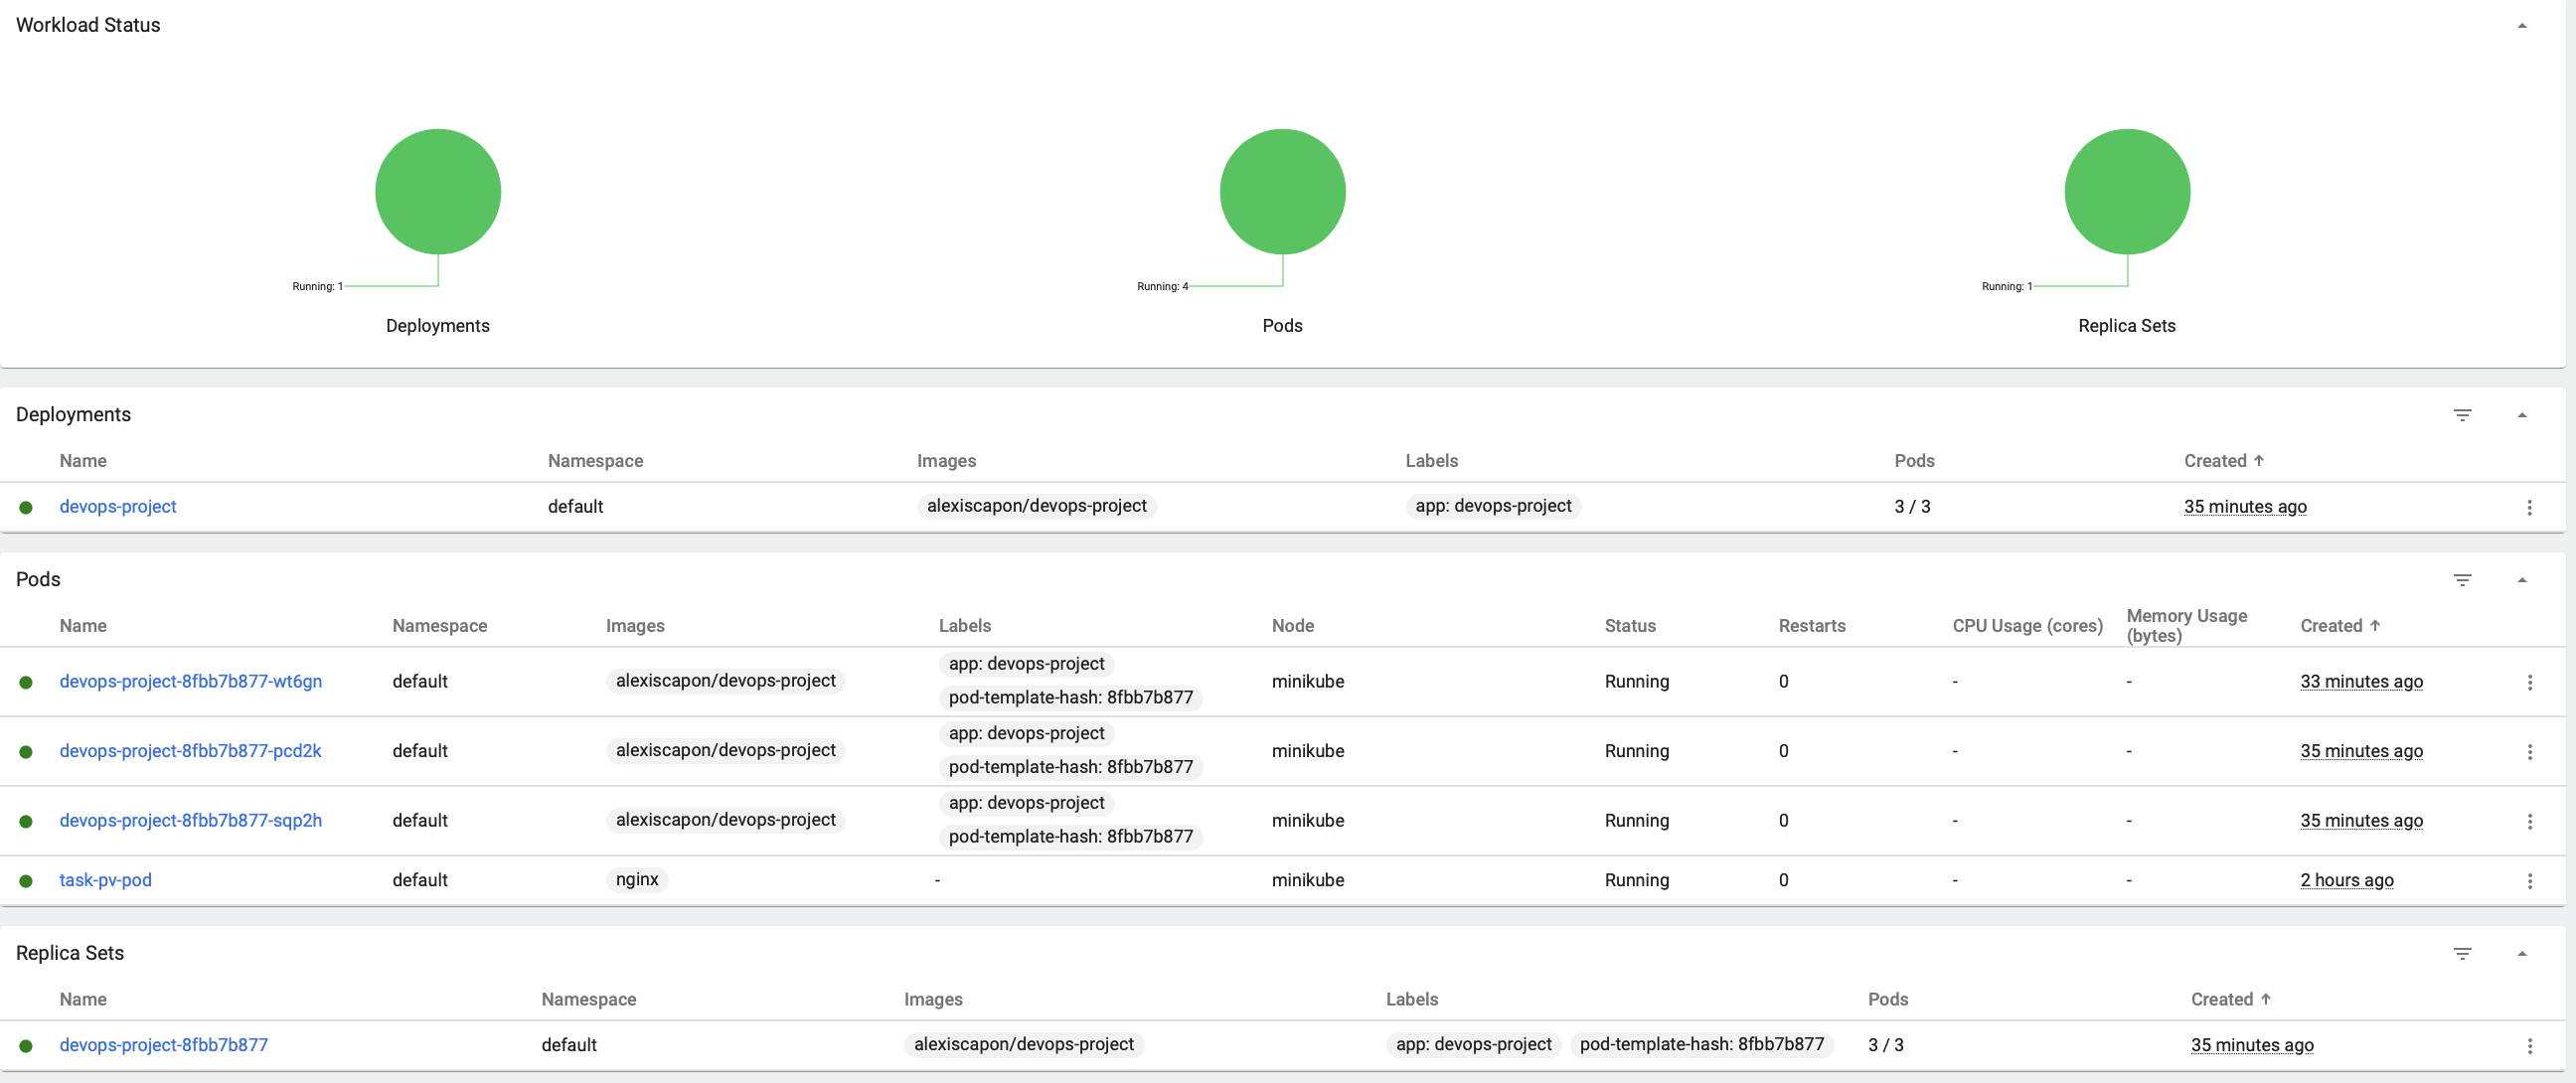 Workload Status
Running: 1
Running: 4
Running: 1
Deployments
Pods
Replica Sets
Deployments
Name Namespace Images Labels Pods Created ↑
devops-project default alexiscapon/devops-project app: devops-project 3 / 3 35 minutes ago
Pods
Name Namespace Images Labels Node Status Restarts CPU Usage (cores) Memory Usage (bytes) Created ↑
devops-project-8fbb7b877-wt6gn default alexiscapon/devops-project app: devops-project minikube Running 0 - - 33 minutes ago
pod-template-hash: 8fbb7b877
devops-project-8fbb7b877-pcd2k default alexiscapon/devops-project app: devops-project minikube Running 0 - - 35 minutes ago
pod-template-hash: 8fbb7b877
devops-project-8fbb7b877-sqp2h default alexiscapon/devops-project app: devops-project minikube Running 0 - - 35 minutes ago
pod-template-hash: 8fbb7b877
task-pv-pod default nginx - minikube Running 0 - - 2 hours ago
Replica Sets
Name Namespace Images Labels Pods Created ↑
devops-project-8fbb7b877 default alexiscapon/devops-project app: devops-project pod-template-hash: 8fbb7b877 3 / 3 35 minutes ago